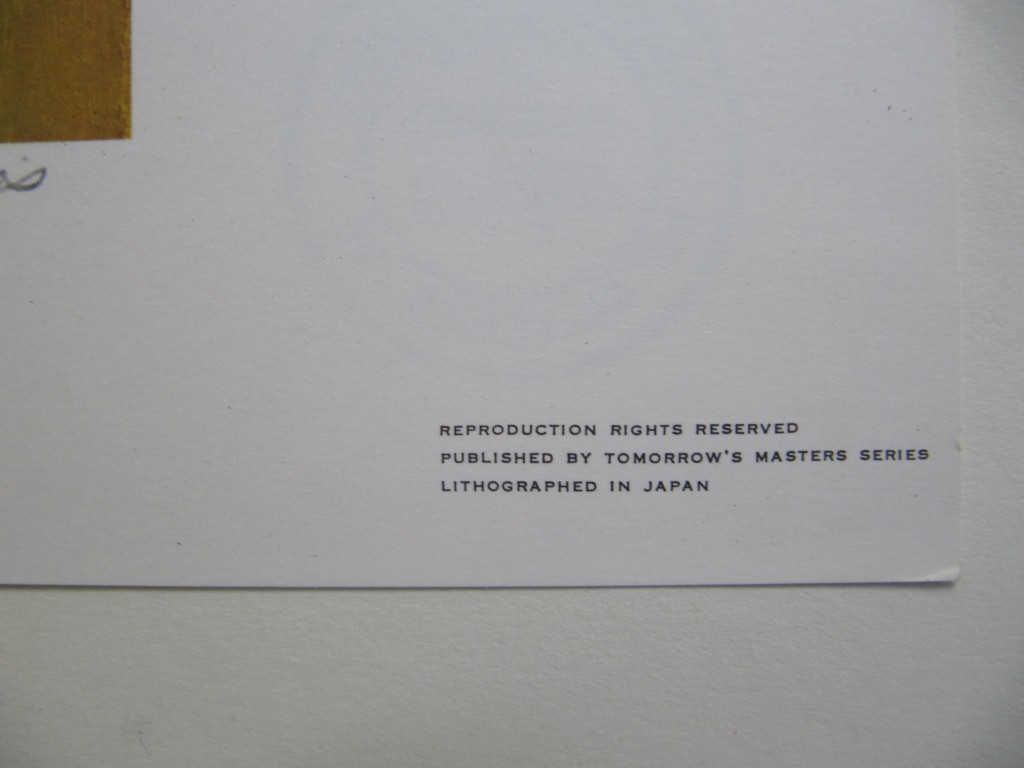 REPRODUCTION RIGHTS RESERVED
PUBLISHED BY TOMORROW'S MASTERS SERIES
LITHOGRAPHED IN JAPAN